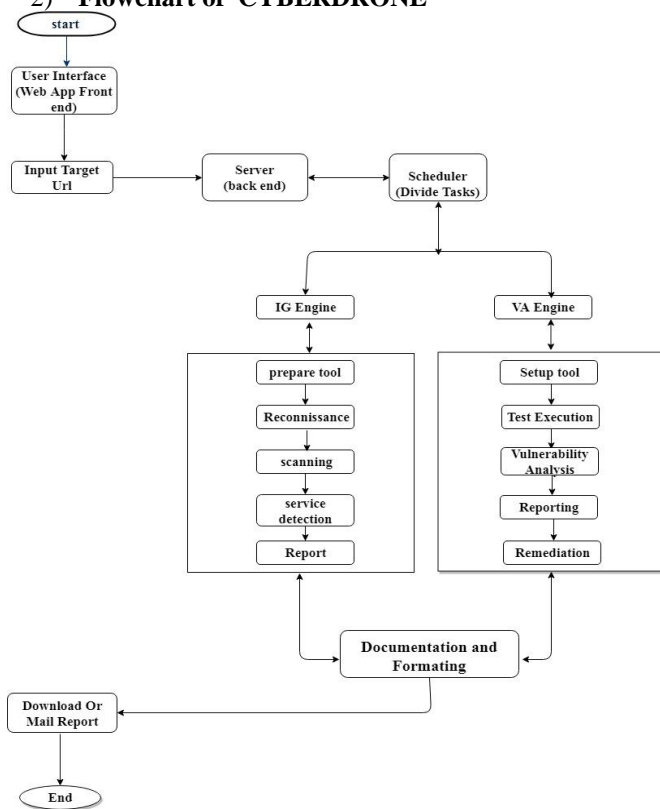 2) Flowchart of CYBERDRONE
start
User Interface
(Web App Front
end)
Input Target
Url
Server
(back end)
Scheduler
(Divide Tasks)
IG Engine
VA Engine
prepare tool
Reconnissance
scanning
service
detection
Report
Setup tool
Test Execution
Vulnerability
Analysis
Reporting
Remediation
Documentation and
Formating
Download Or
Mail Report
End